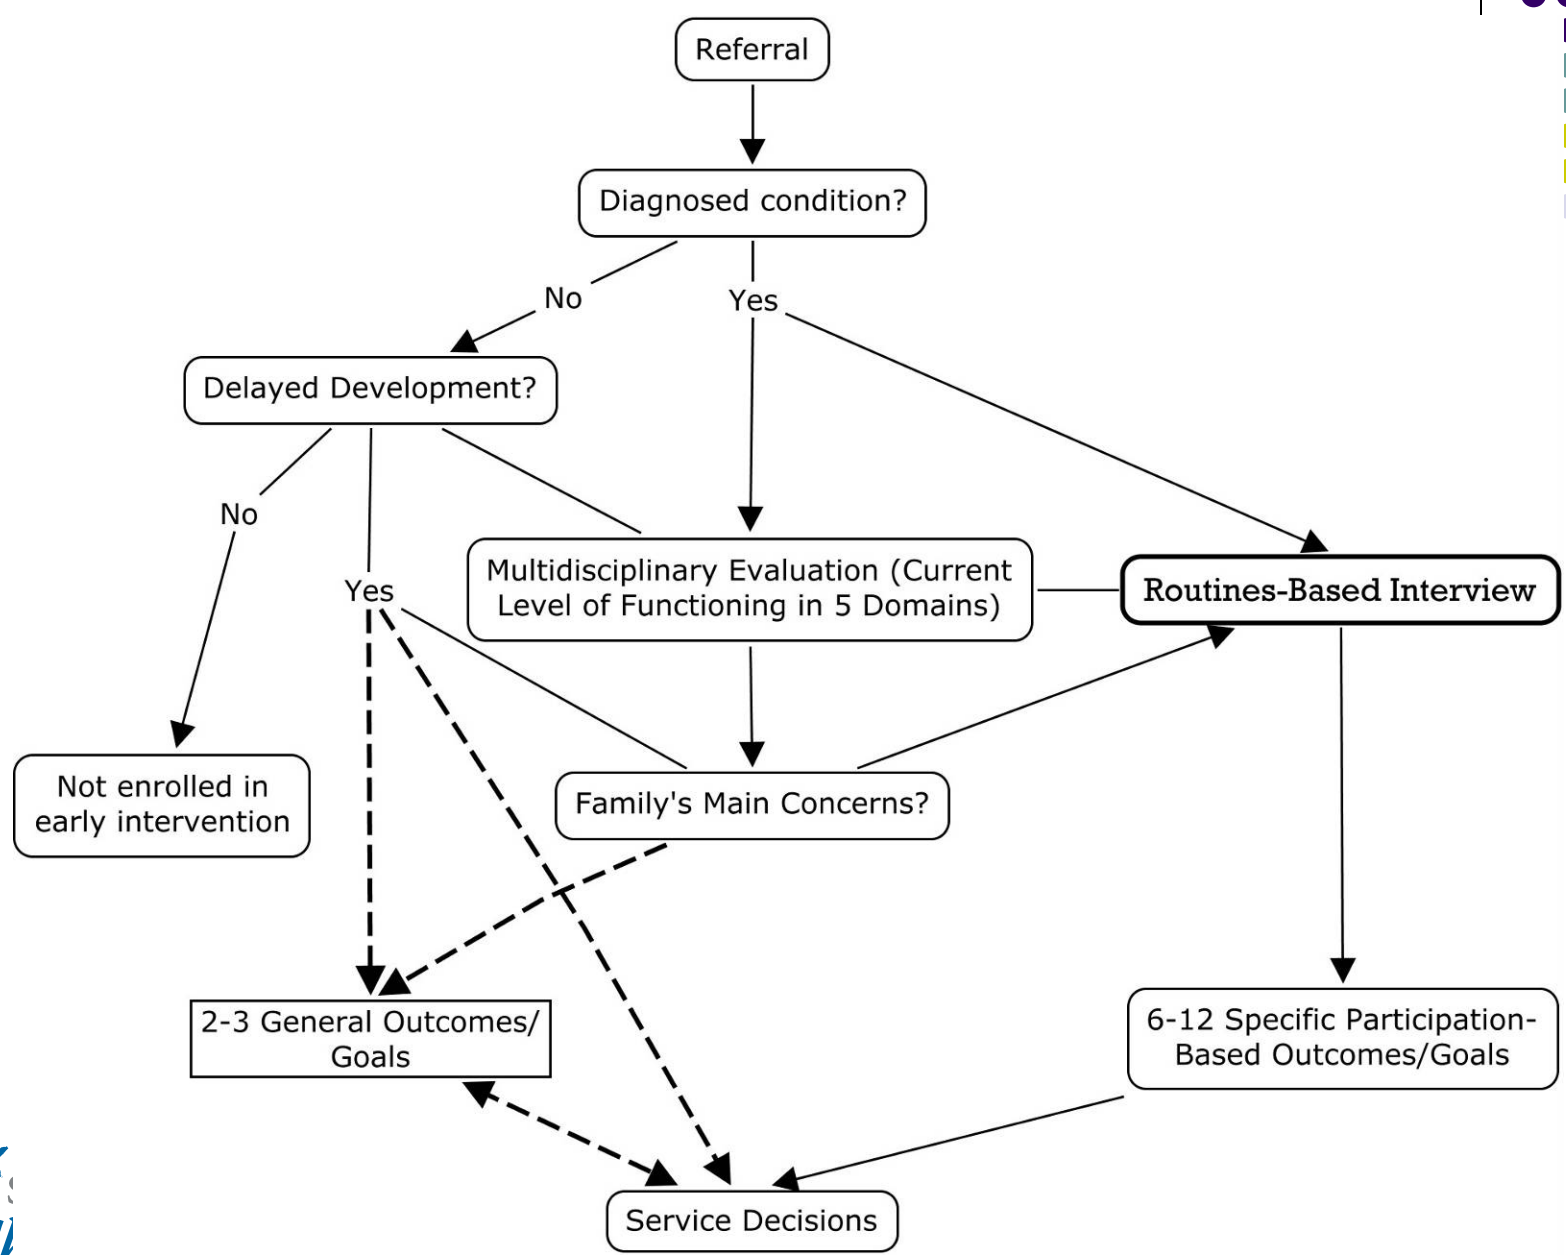 Referral
Diagnosed condition?
No
Yes
Delayed Development?
No
Yes
Multidisciplinary Evaluation (Current
Level of Functioning in 5 Domains)
Routines-Based Interview
Not enrolled in
early intervention
Family's Main Concerns?
2-3 General Outcomes/
Goals
6-12 Specific Participation-
Based Outcomes/Goals
Service Decisions